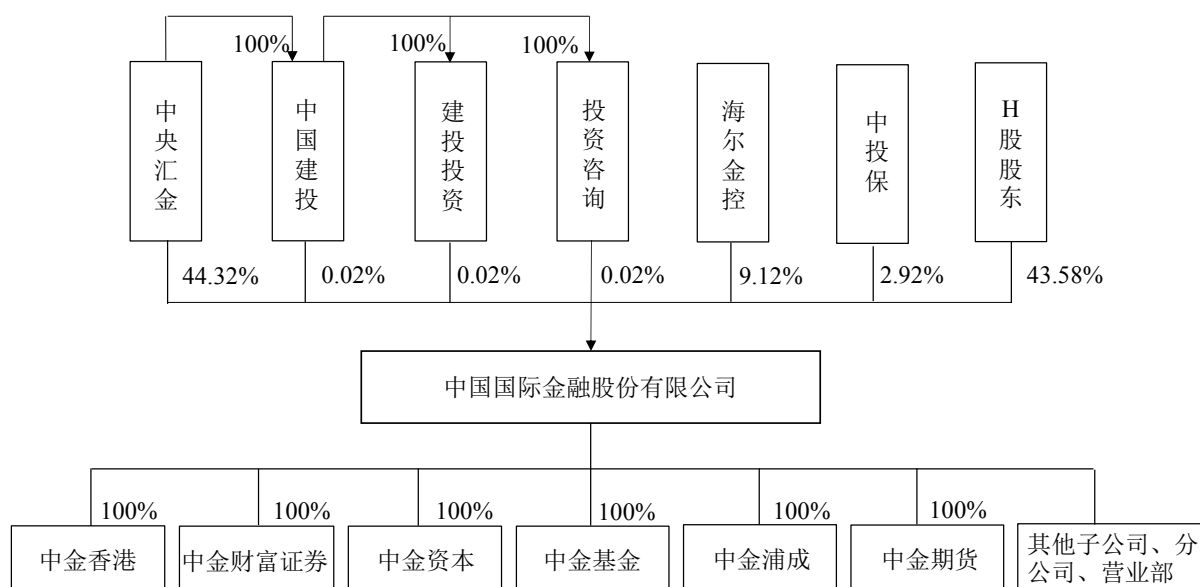 100%
100%
100%
中央汇金
中国建投
建投投资
投资咨询
海尔金控
中投保
H股股东
44.32%
0.02%
0.02%
0.02%
9.12%
2.92%
43.58%
中国国际金融股份有限公司
100%
100%
100%
100%
100%
100%
中金香港
中金财富证券
中金资本
中金基金
中金浦成
中金期货
其他子公司、分
公司、营业部